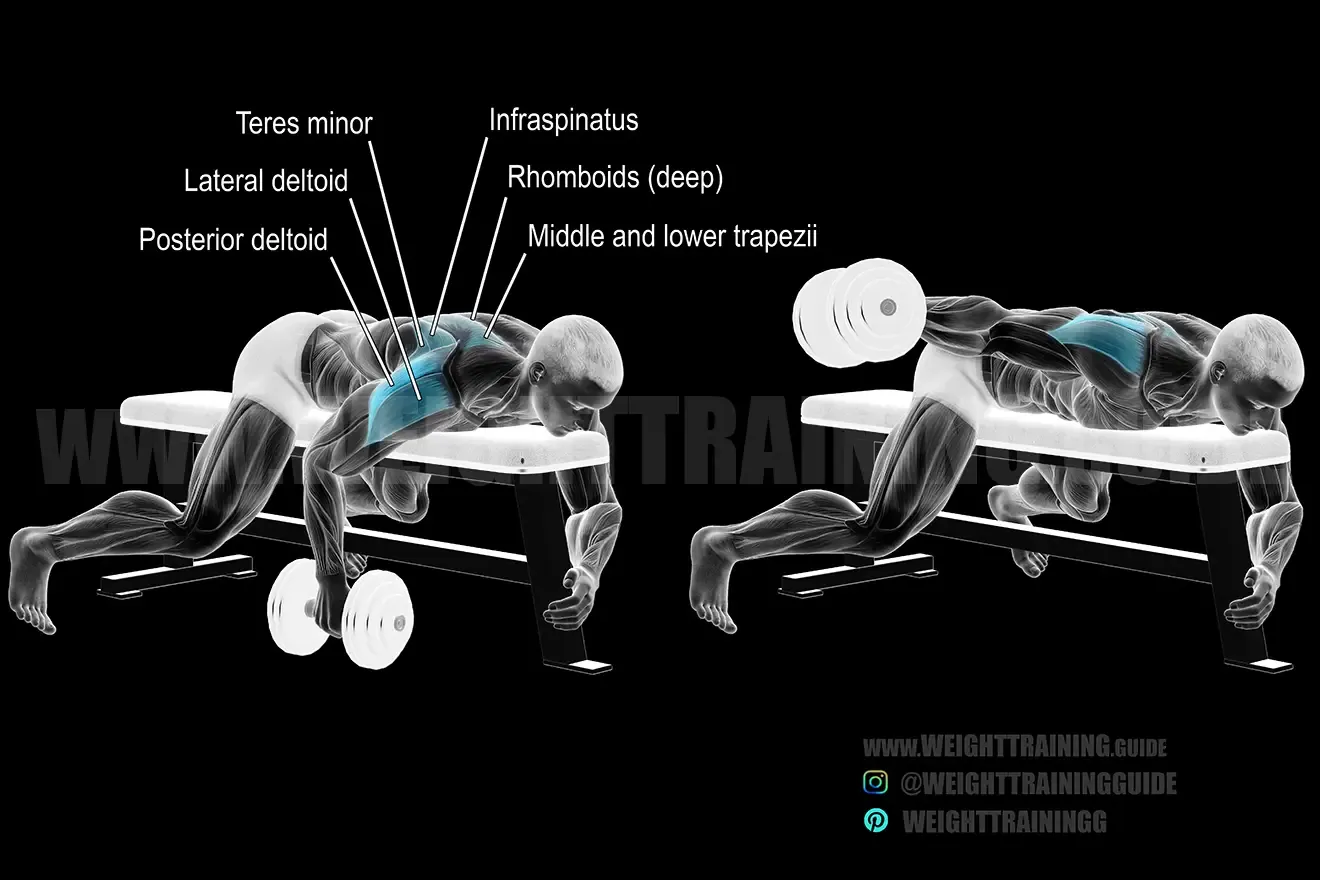 Teres minor
Infraspinatus
Lateral deltoid
Rhomboids (deep)
Posterior deltoid
Middle and lower trapezii
WWW.WEIGHTTRAINING.GUIDE
WWW.WEIGHTTRAINING.GUIDE
@WEIGHTTRAININGGUIDE
WEIGHTTRAININGG